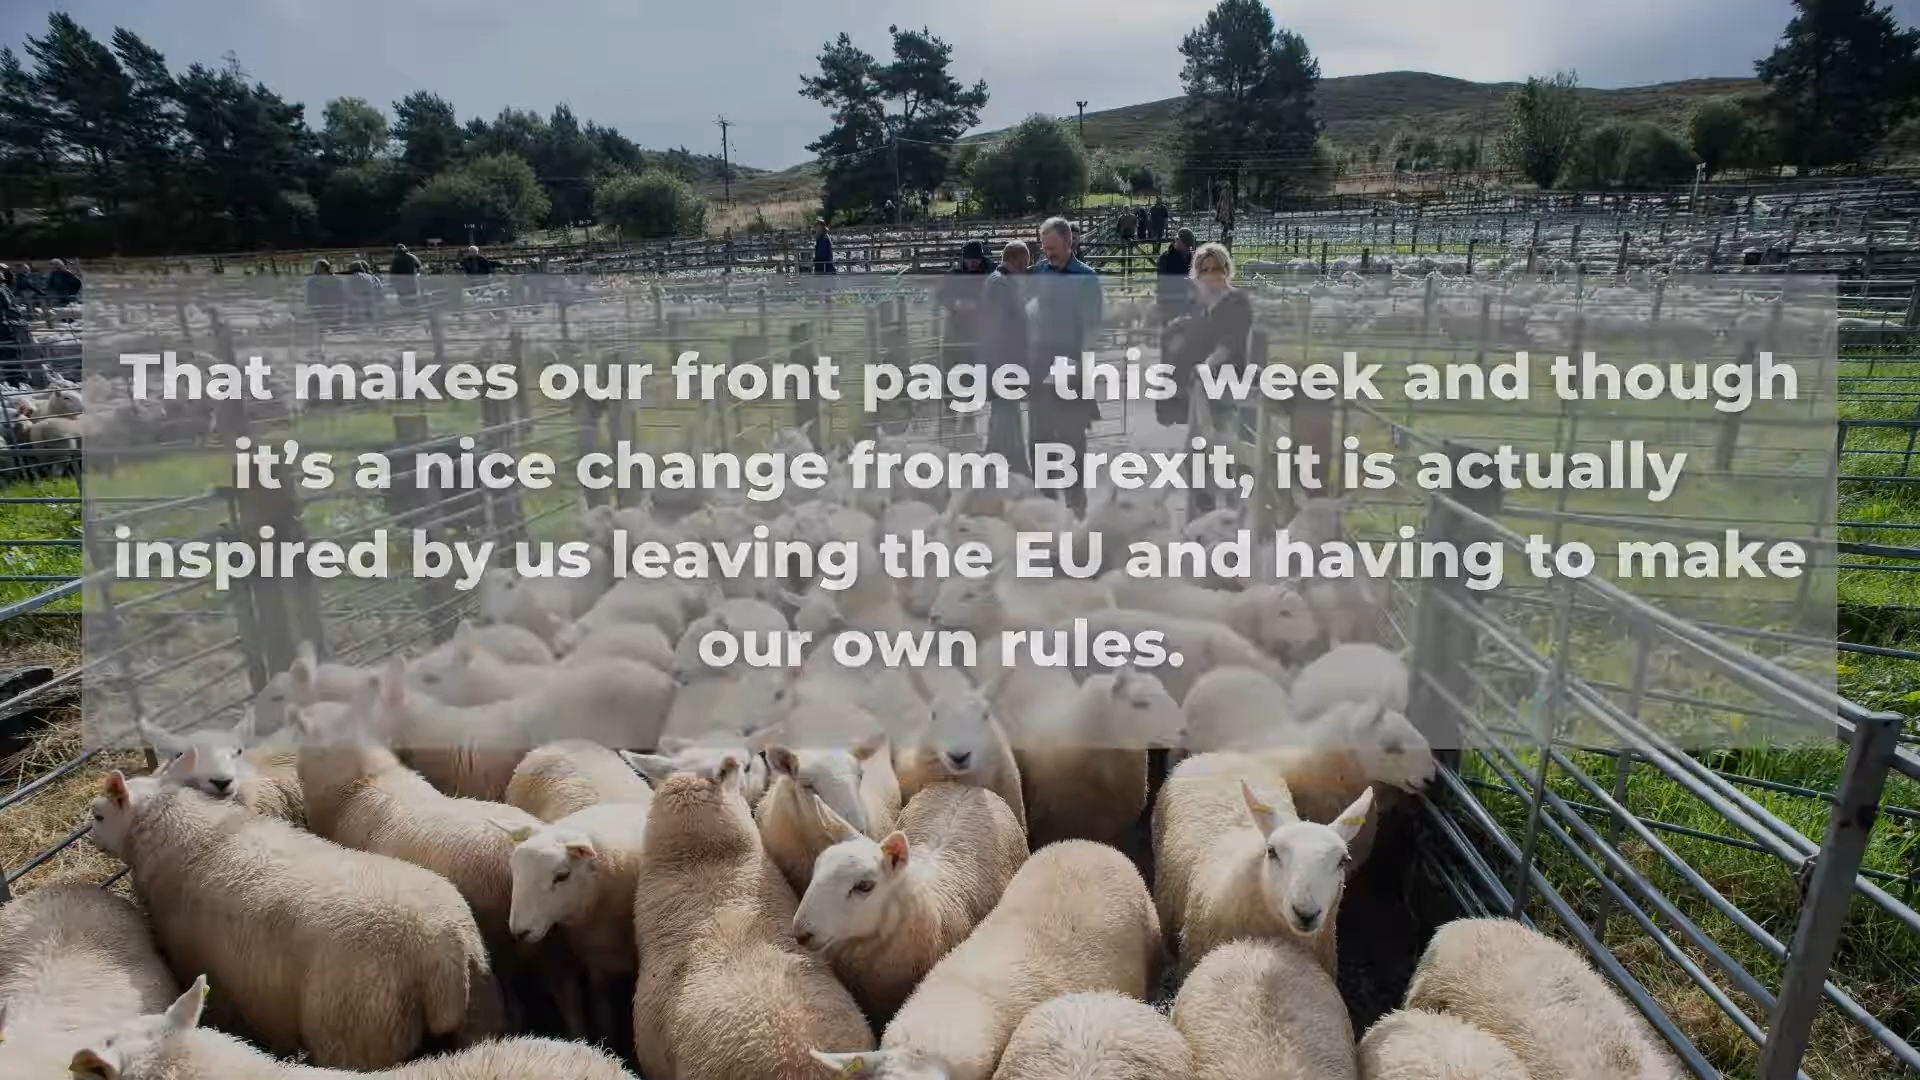 That makes our front page this week and though
it’s a nice change from Brexit, it is actually
inspired by us leaving the EU and having to make
our own rules.